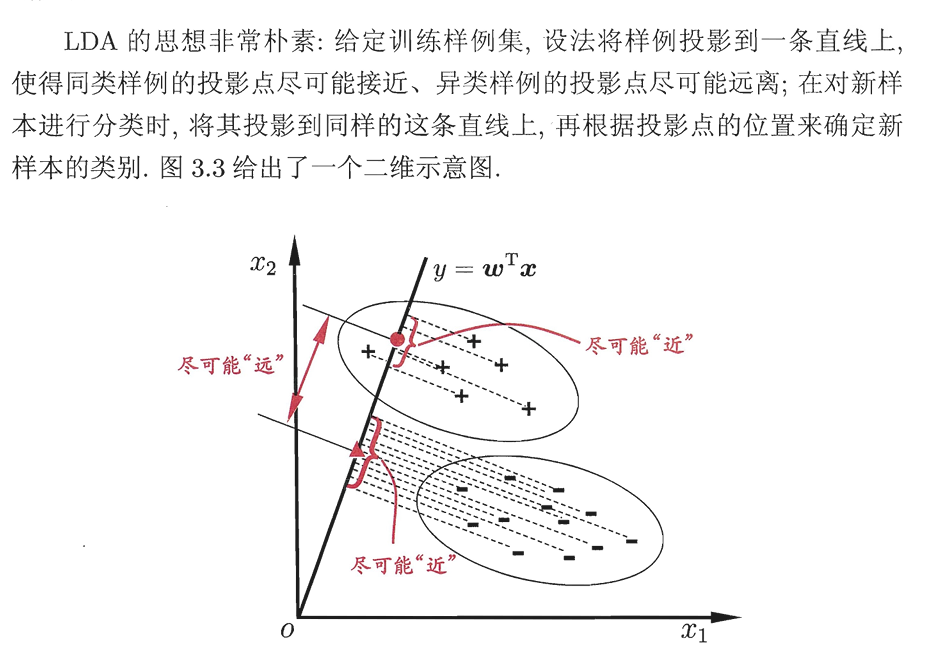 LDA 的思想非常朴素: 给定训练样例集, 设法将样例投影到一条直线上,
使得同类样例的投影点尽可能接近、异类样例的投影点尽可能远离; 在对新样
本进行分类时, 将其投影到同样的这条直线上, 再根据投影点的位置来确定新
样本的类别. 图 3.3 给出了一个二维示意图.
x₂
y = wᵀx
尽可能“远”
尽可能“近”
尽可能“近”
O
x₁